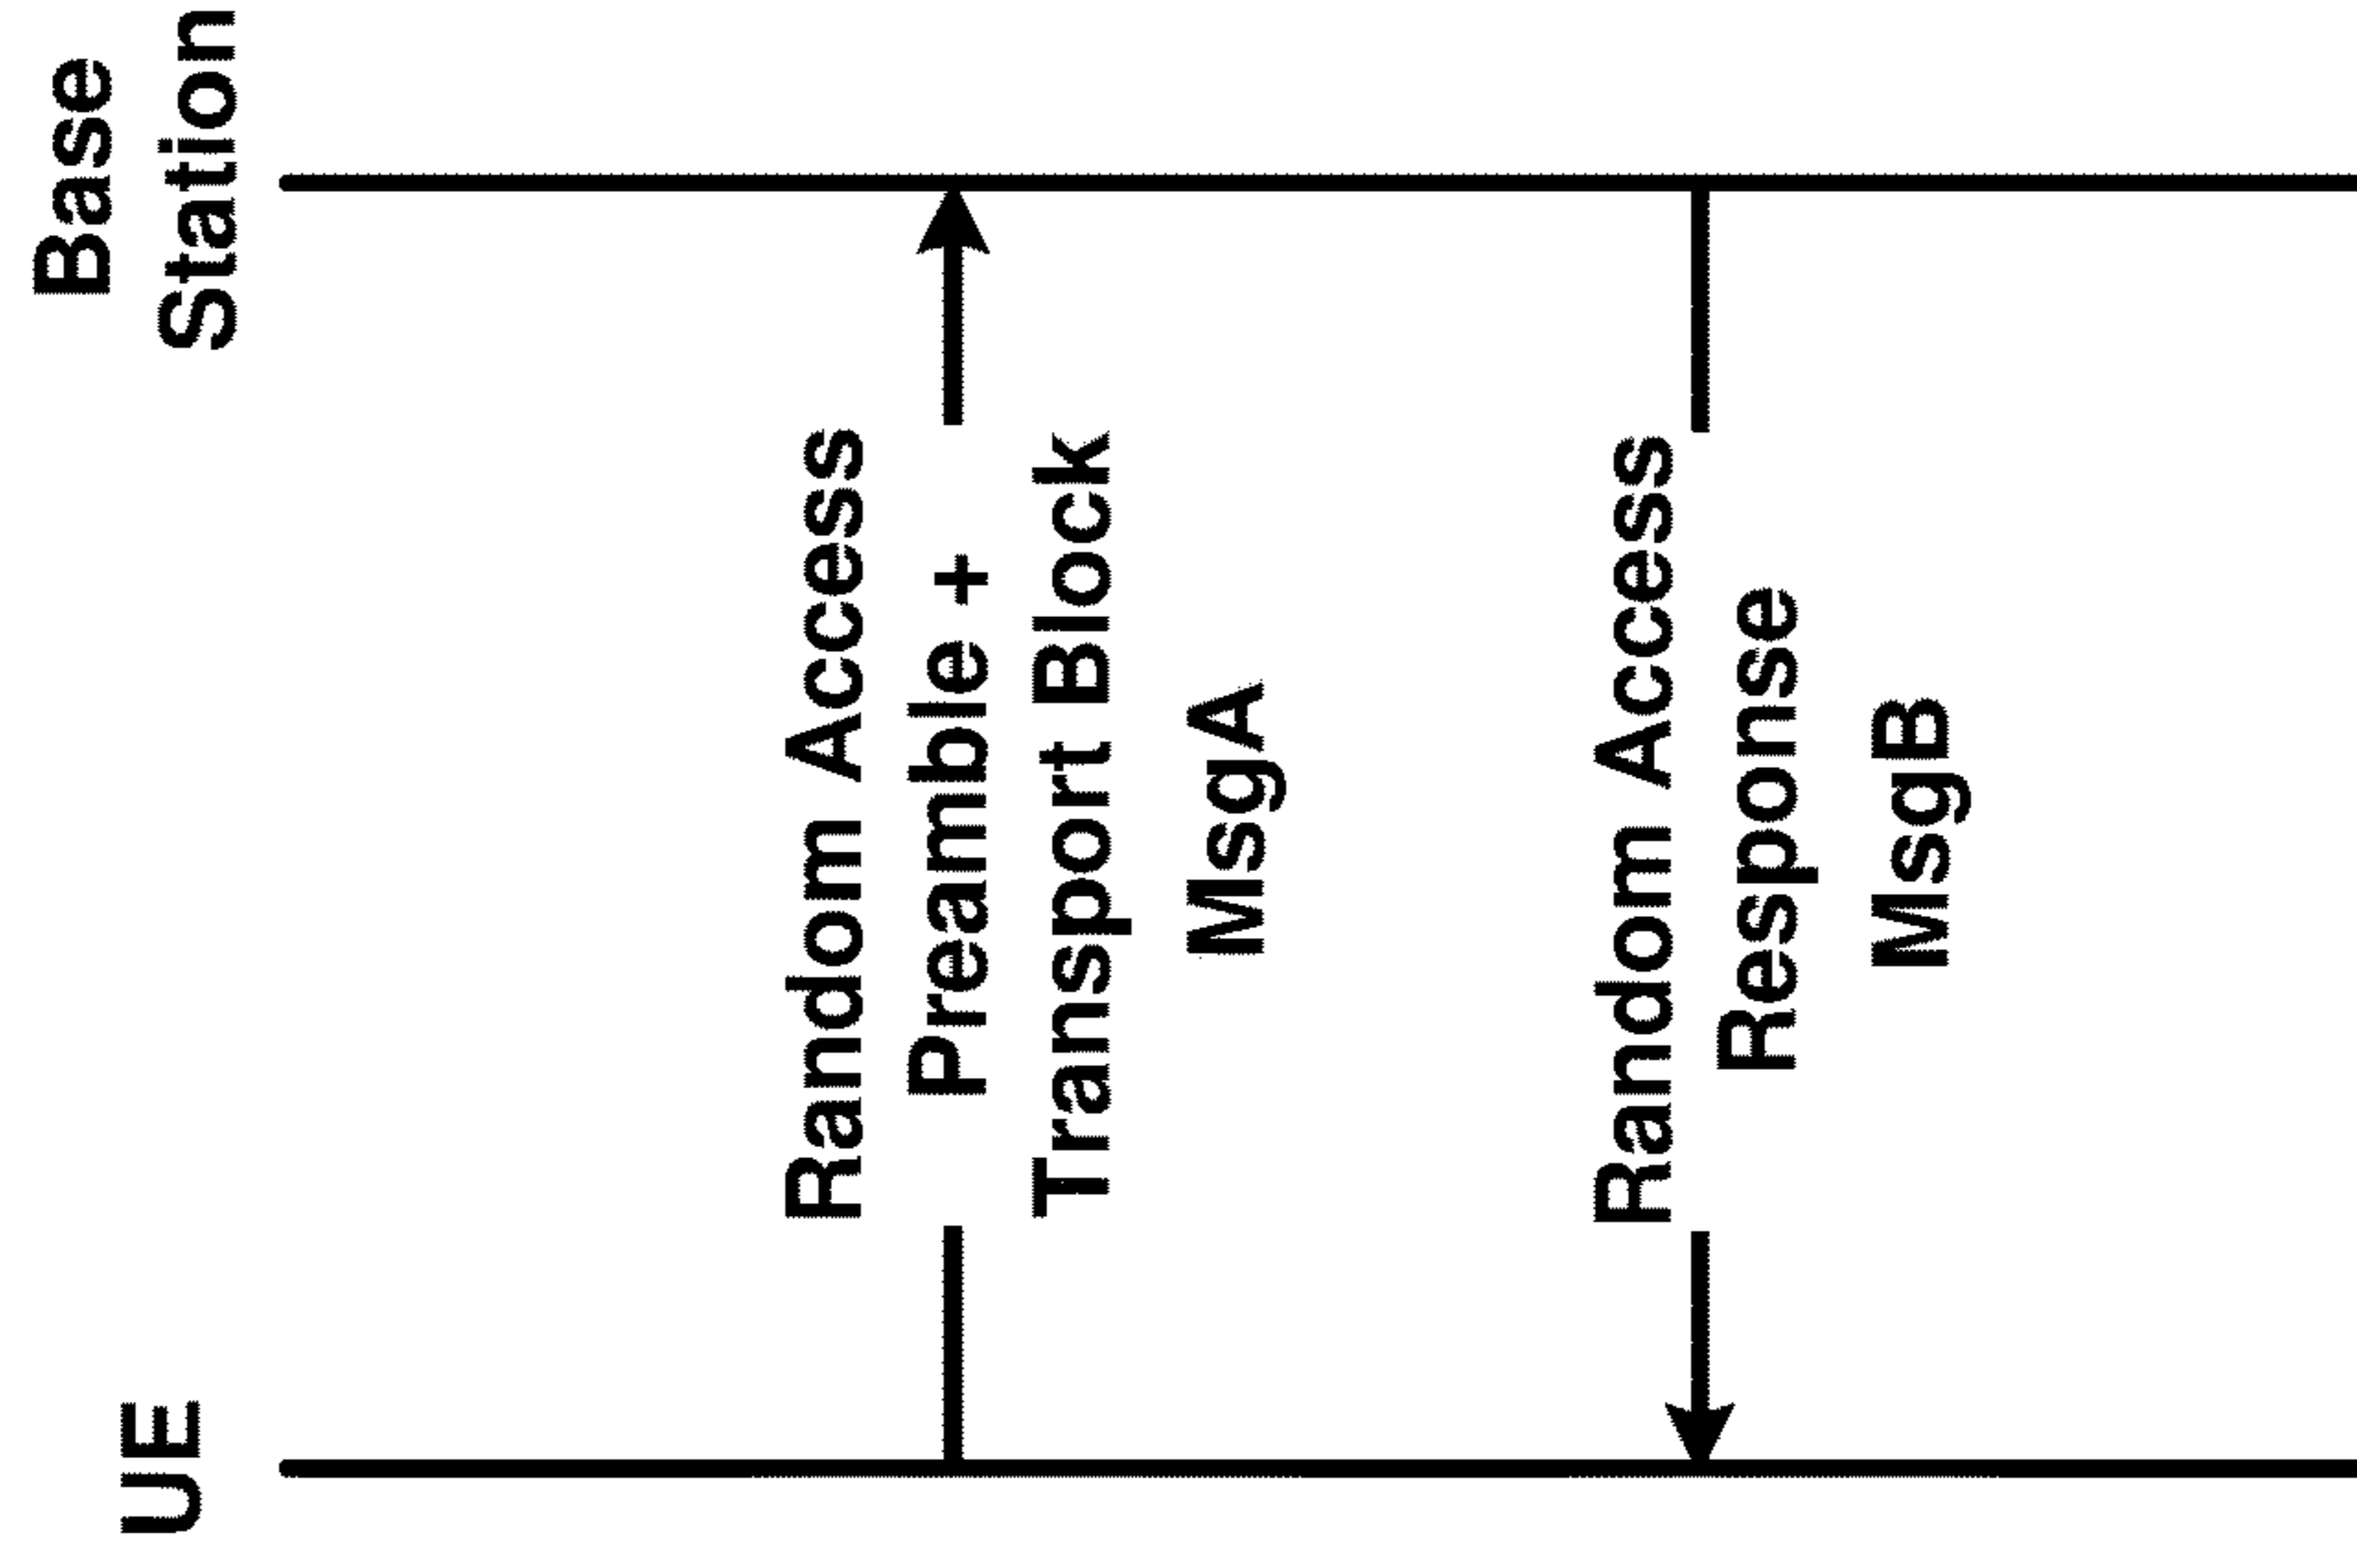 UE
Base
Station
Random Access
Preamble +
Transport Block
MsgA
Random Access
Response
MsgB